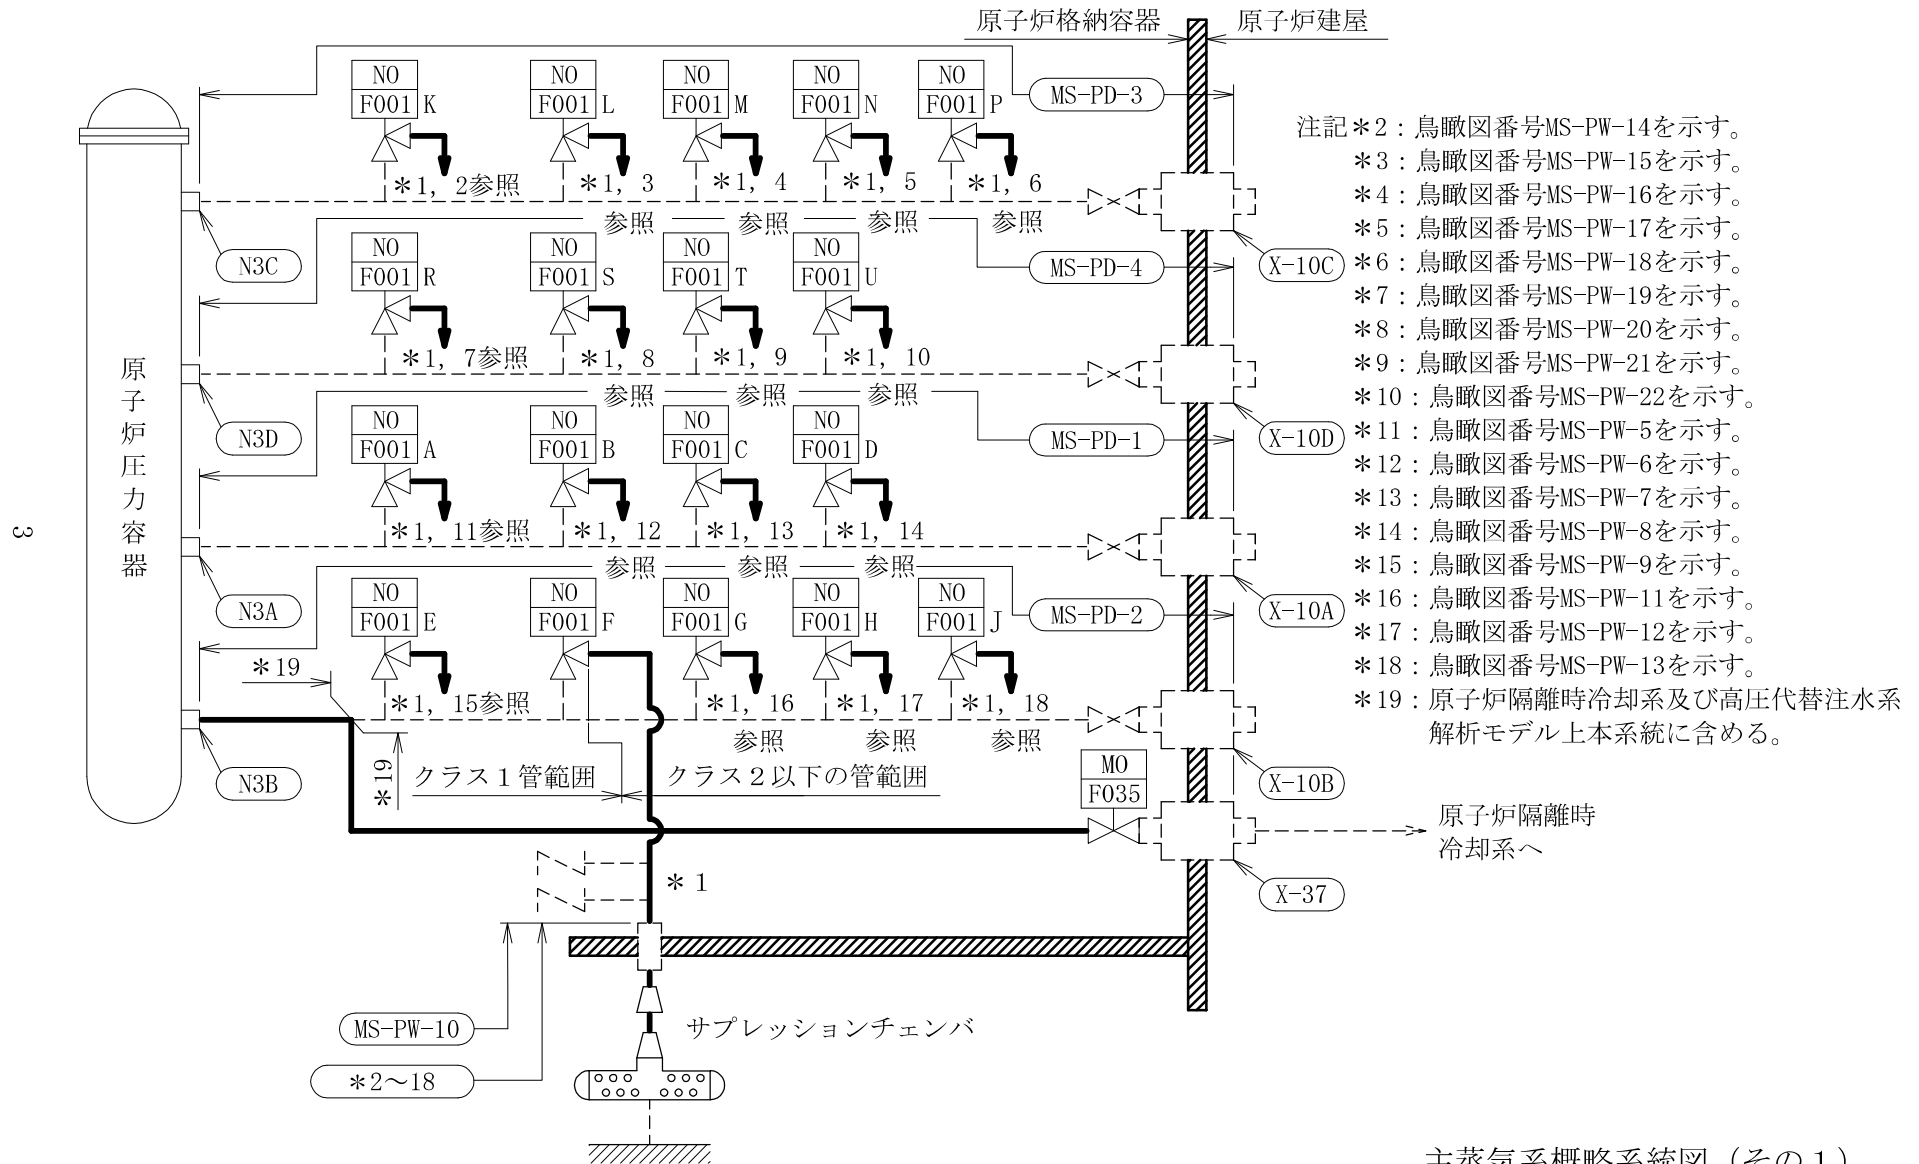 原子炉格納容器 原子炉建屋
NO NO NO NO NO
F001 K F001 L F001 M F001 N F001 P
MS-PD-3
*1, 2参照 *1, 3 *1, 4 *1, 5 *1, 6
参照 参照 参照 参照
N3C
X-10C
NO NO NO NO
F001 R F001 S F001 T F001 U
MS-PD-4
*1, 7参照 *1, 8 *1, 9 *1, 10
参照 参照 参照
N3D
X-10D
NO NO NO NO
F001 A F001 B F001 C F001 D
MS-PD-1
*1, 11参照 *1, 12 *1, 13 *1, 14
参照 参照 参照
N3A
X-10A
NO NO NO NO NO
F001 E F001 F F001 G F001 H F001 J
MS-PD-2
*19
*1, 15参照 *1, 16 *1, 17 *1, 18
参照 参照 参照
N3B
X-10B
*19
クラス1管範囲 クラス2以下の管範囲
MO
F035
原子炉隔離時
冷却系へ
X-37
*1
MS-PW-10
*2~18
サプレッションチェンバ
原子炉圧力容器
3
注記*2:鳥瞰図番号MS-PW-14を示す。
*3:鳥瞰図番号MS-PW-15を示す。
*4:鳥瞰図番号MS-PW-16を示す。
*5:鳥瞰図番号MS-PW-17を示す。
*6:鳥瞰図番号MS-PW-18を示す。
*7:鳥瞰図番号MS-PW-19を示す。
*8:鳥瞰図番号MS-PW-20を示す。
*9:鳥瞰図番号MS-PW-21を示す。
*10:鳥瞰図番号MS-PW-22を示す。
*11:鳥瞰図番号MS-PW-5を示す。
*12:鳥瞰図番号MS-PW-6を示す。
*13:鳥瞰図番号MS-PW-7を示す。
*14:鳥瞰図番号MS-PW-8を示す。
*15:鳥瞰図番号MS-PW-9を示す。
*16:鳥瞰図番号MS-PW-11を示す。
*17:鳥瞰図番号MS-PW-12を示す。
*18:鳥瞰図番号MS-PW-13を示す。
*19:原子炉隔離時冷却系及び高圧代替注水系
解析モデル上本系統に含める。
主蒸気系概略系統図(その1)